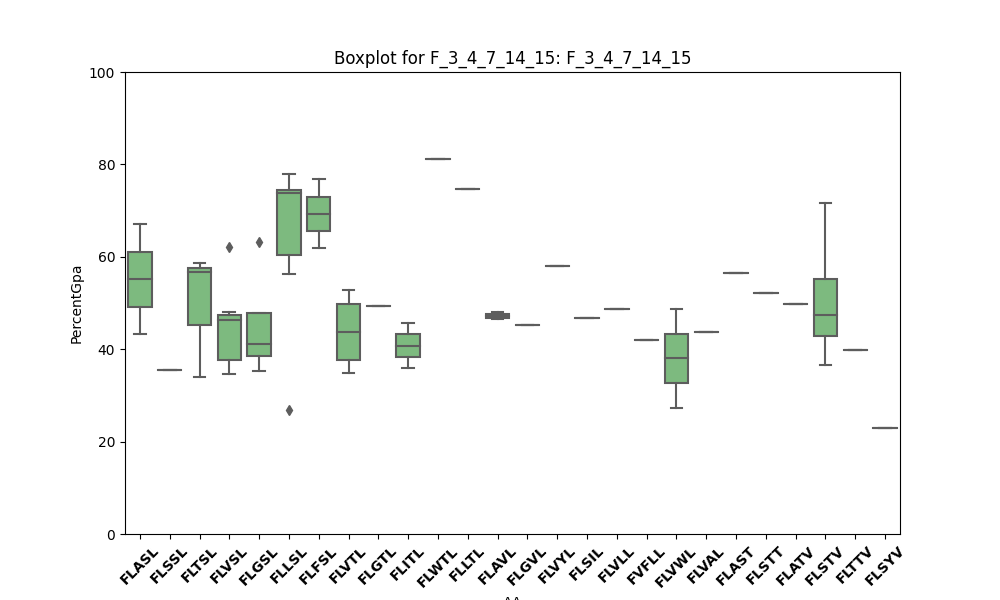 Boxplot for F_3_4_7_14_15: F_3_4_7_14_15
100
80
60
40
20
0
PercentGpa
FLASL
FLSSL
FLTSL
FLVSL
FLGSL
FLLSL
FLFSL
FLVTL
FLGTL
FLITL
FLWTL
FLLTL
FLAVL
FLGVL
FLVYL
FLSIL
FLVLL
FVFLL
FLVWL
FLVAL
FLAST
FLSTT
FLATV
FLSTV
FLTTV
FLSYV